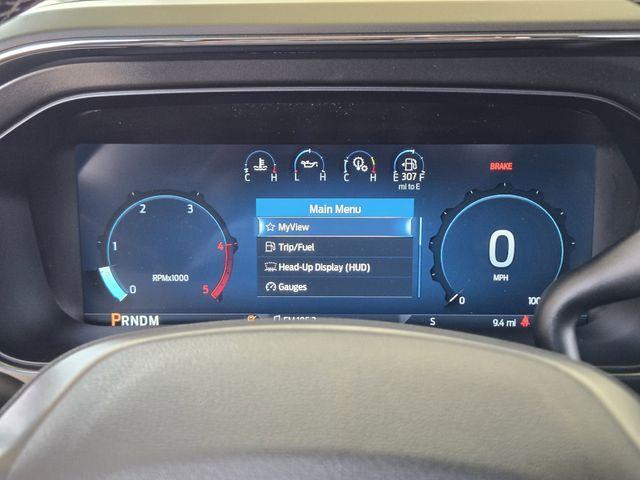 BRAKE
C H L H C H E 307 F
mi to E
Main Menu
MyView
Trip/Fuel
Head-Up Display (HUD)
Gauges
2 3
1 4
0 5
RPMx1000
0
MPH
0 100
PRNDM
S
9.4 mi